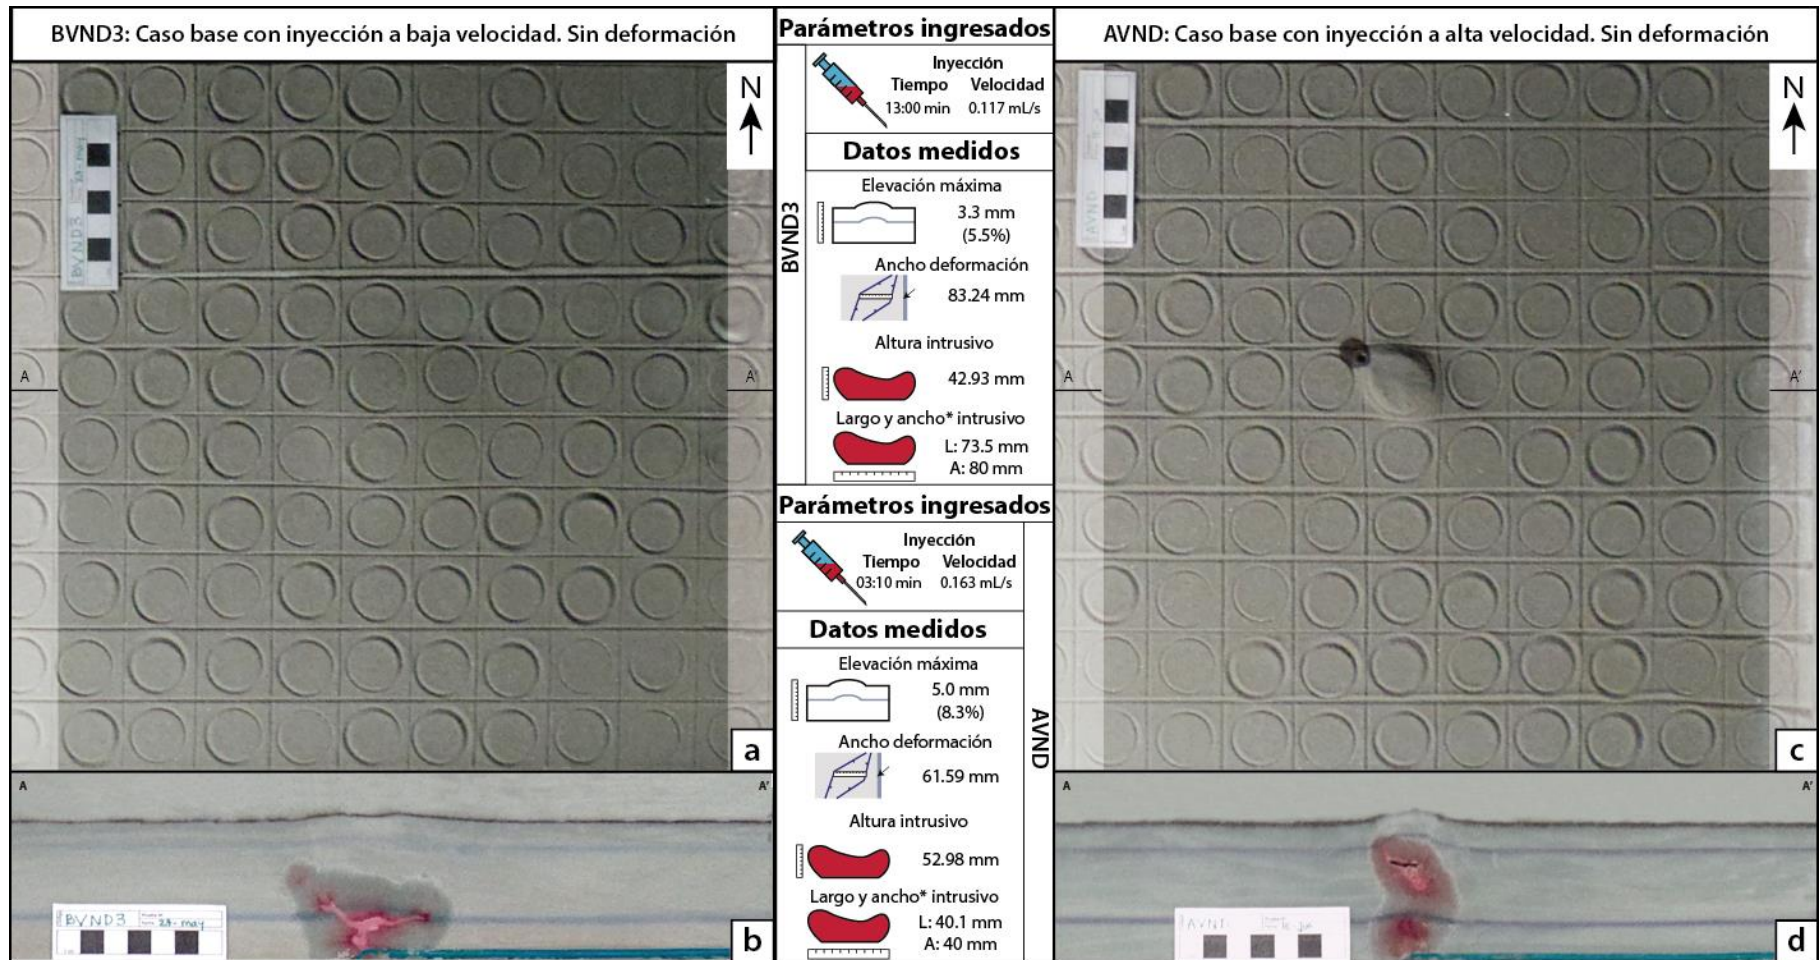 BVND3: Caso base con inyección a baja velocidad. Sin deformación
N
BVND3
A
A'
a
A
A'
BVND3
23-may
b
Parámetros ingresados
BVND3
Inyección
Tiempo Velocidad
13:00 min 0.117 mL/s
Datos medidos
Elevación máxima
3.3 mm
(5.5%)
Ancho deformación
83.24 mm
Altura intrusivo
42.93 mm
Largo y ancho* intrusivo
L: 73.5 mm
A: 80 mm
Parámetros ingresados
AVND
Inyección
Tiempo Velocidad
03:10 min 0.163 mL/s
Datos medidos
Elevación máxima
5.0 mm
(8.3%)
Ancho deformación
61.59 mm
Altura intrusivo
52.98 mm
Largo y ancho* intrusivo
L: 40.1 mm
A: 40 mm
AVND: Caso base con inyección a alta velocidad. Sin deformación
N
AVND
A
A'
c
A
A'
AVND
d